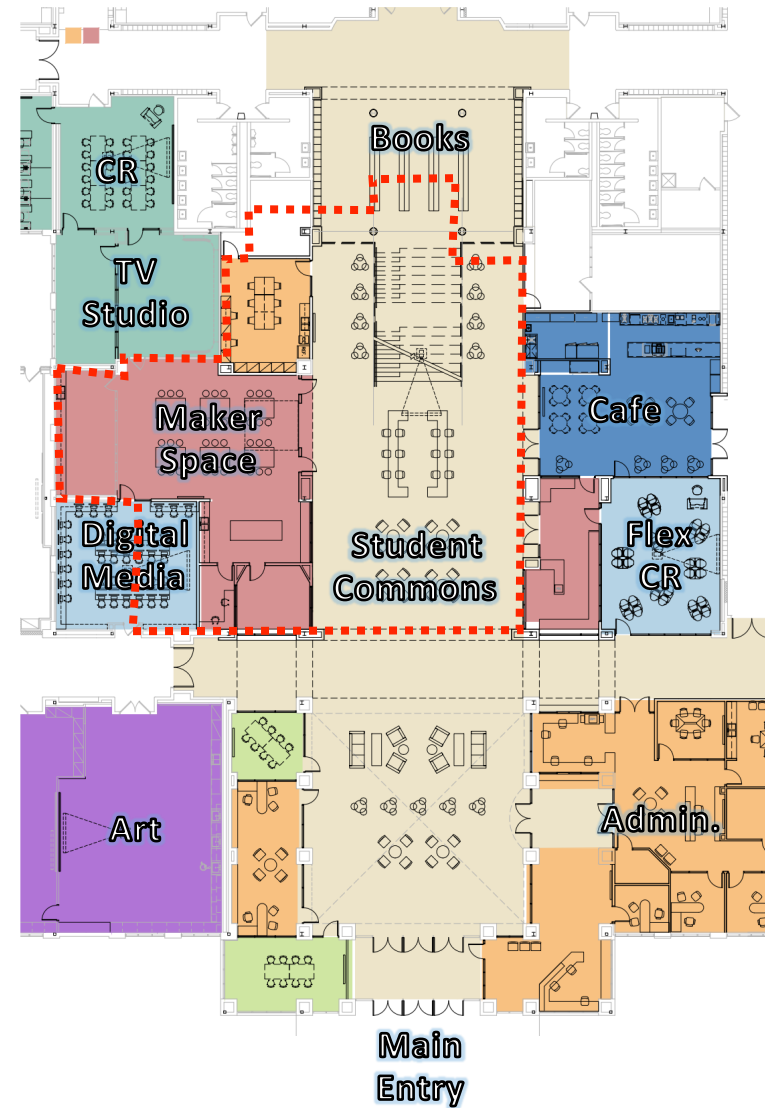 Books
CR
TV
Studio
Maker
Space
Cafe
Digital
Media
Student
Commons
Flex
CR
Art
Admin.
Main
Entry